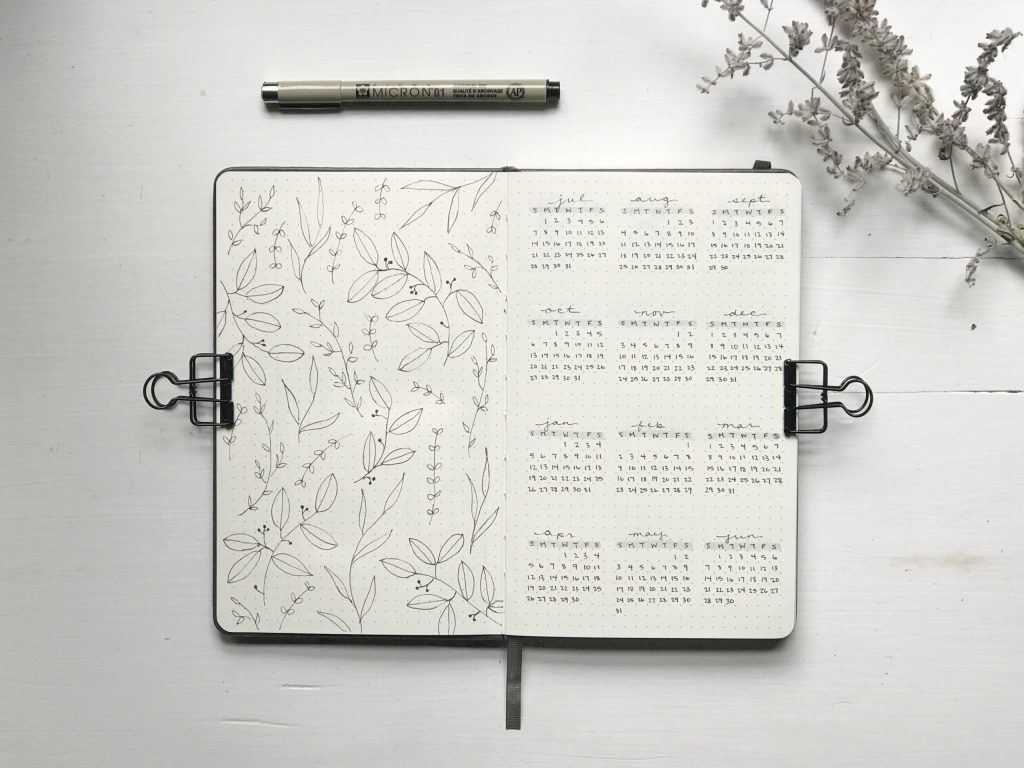 MICRON 01
QUALITÉ D'ARCHIVAGE
TINTA DE ARCHIVO
AP
jul
S M T W T F S
1 2 3 4 5 6
7 8 9 10 11 12 13
14 15 16 17 18 19 20
21 22 23 24 25 26 27
28 29 30 31
aug
S M T W T F S
1 2 3
4 5 6 7 8 9 10
11 12 13 14 15 16 17
18 19 20 21 22 23 24
25 26 27 28 29 30 31
sept
S M T W T F S
1 2 3 4 5 6 7
8 9 10 11 12 13 14
15 16 17 18 19 20 21
22 23 24 25 26 27 28
29 30
oct
S M T W T F S
1 2 3 4 5
6 7 8 9 10 11 12
13 14 15 16 17 18 19
20 21 22 23 24 25 26
27 28 29 30 31
nov
S M T W T F S
1 2
3 4 5 6 7 8 9
10 11 12 13 14 15 16
17 18 19 20 21 22 23
24 25 26 27 28 29 30
dec
S M T W T F S
1 2 3 4 5 6 7
8 9 10 11 12 13 14
15 16 17 18 19 20 21
22 23 24 25 26 27 28
29 30 31
jan
S M T W T F S
1 2 3 4
5 6 7 8 9 10 11
12 13 14 15 16 17 18
19 20 21 22 23 24 25
26 27 28 29 30 31
feb
S M T W T F S
1
2 3 4 5 6 7 8
9 10 11 12 13 14 15
16 17 18 19 20 21 22
23 24 25 26 27 28 29
mar
S M T W T F S
1 2 3 4 5 6 7
8 9 10 11 12 13 14
15 16 17 18 19 20 21
22 23 24 25 26 27 28
29 30 31
apr
S M T W T F S
1 2 3 4
5 6 7 8 9 10 11
12 13 14 15 16 17 18
19 20 21 22 23 24 25
26 27 28 29 30
may
S M T W T F S
1 2
3 4 5 6 7 8 9
10 11 12 13 14 15 16
17 18 19 20 21 22 23
24 25 26 27 28 29 30
31
jun
S M T W T F S
1 2 3 4 5 6
7 8 9 10 11 12 13
14 15 16 17 18 19 20
21 22 23 24 25 26 27
28 29 30